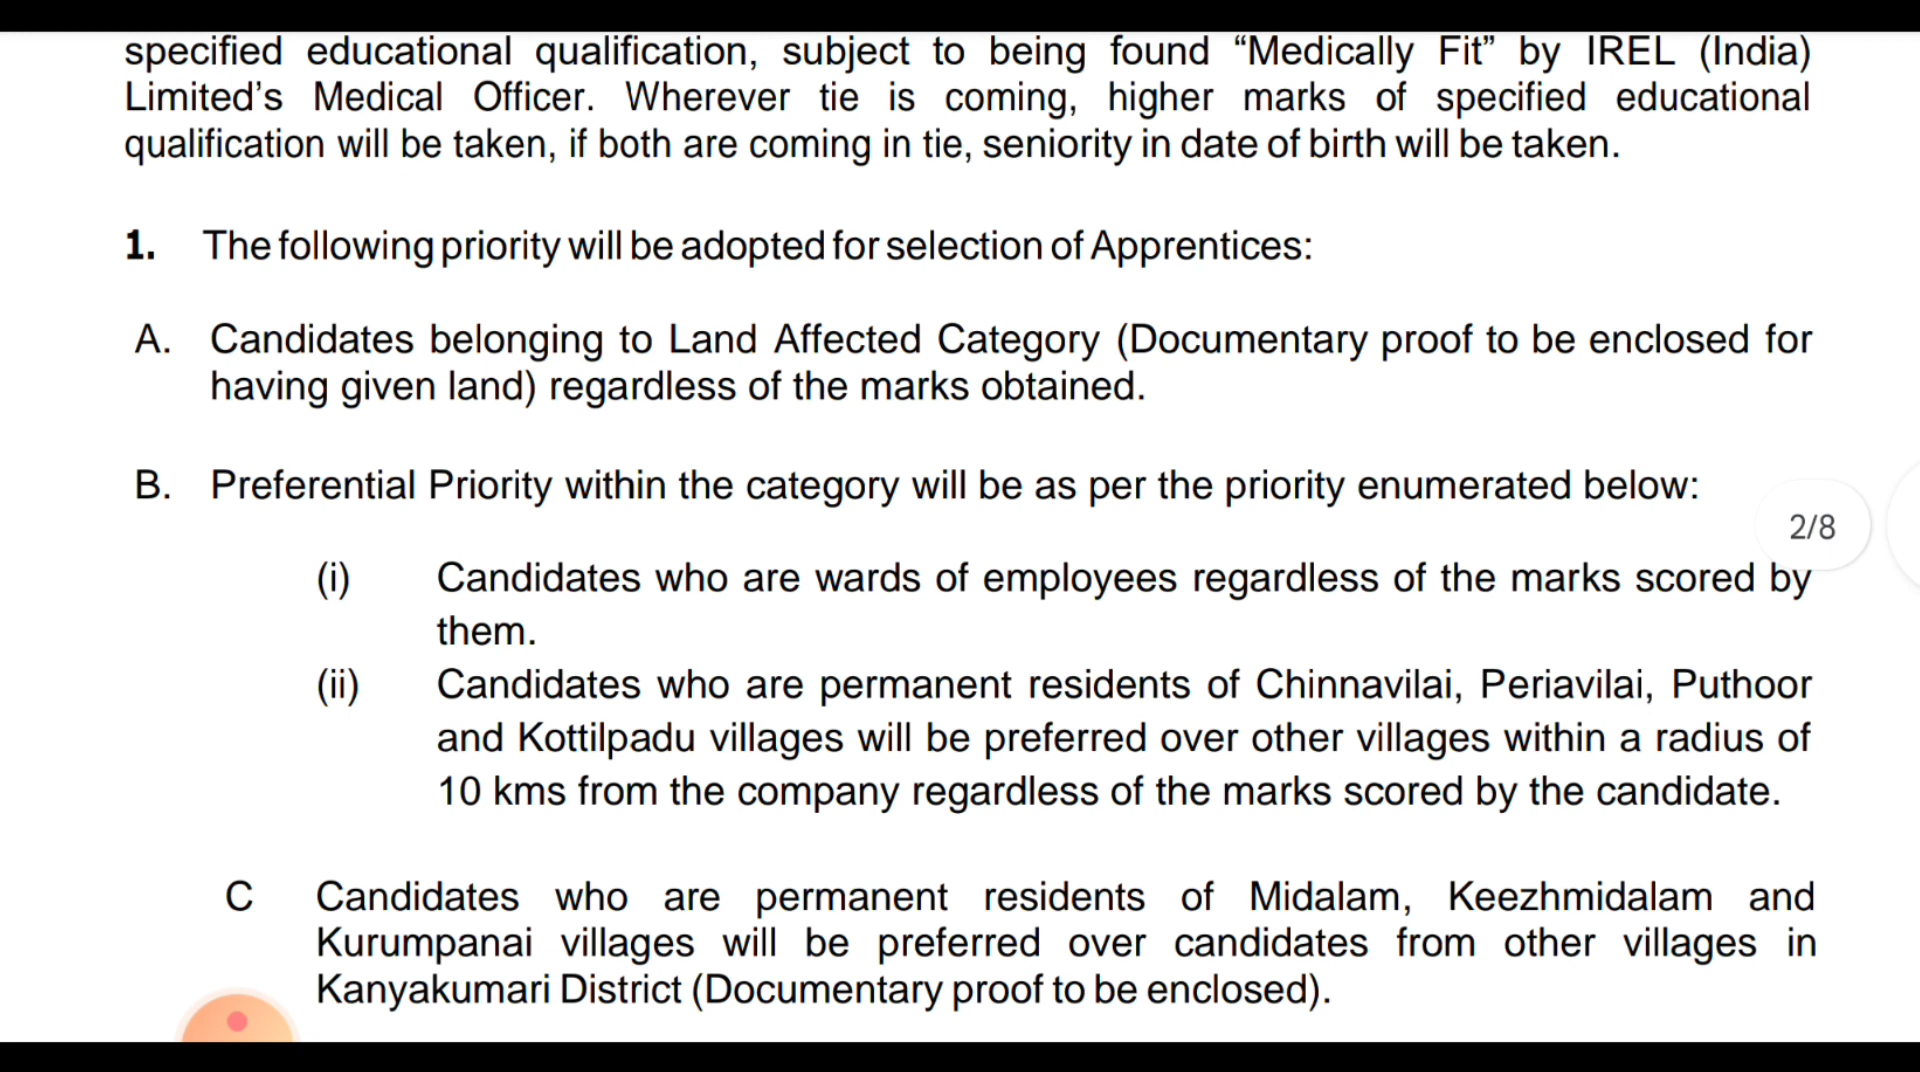 specified educational qualification, subject to being found “Medically Fit” by IREL (India)
Limited’s Medical Officer. Wherever tie is coming, higher marks of specified educational
qualification will be taken, if both are coming in tie, seniority in date of birth will be taken.
1. The following priority will be adopted for selection of Apprentices:
A. Candidates belonging to Land Affected Category (Documentary proof to be enclosed for
having given land) regardless of the marks obtained.
B. Preferential Priority within the category will be as per the priority enumerated below:
2/8
(i) Candidates who are wards of employees regardless of the marks scored by
them.
(ii) Candidates who are permanent residents of Chinnavilai, Periavilai, Puthoor
and Kottilpadu villages will be preferred over other villages within a radius of
10 kms from the company regardless of the marks scored by the candidate.
C Candidates who are permanent residents of Midalam, Keezhmidalam and
Kurumpanai villages will be preferred over candidates from other villages in
Kanyakumari District (Documentary proof to be enclosed).